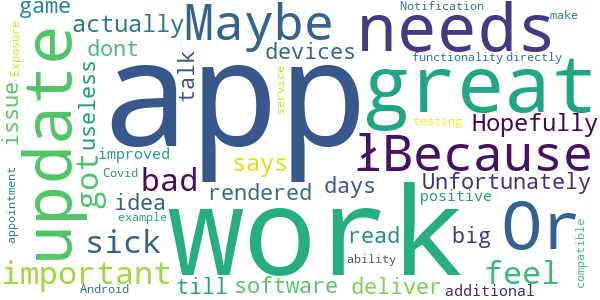 game
Exposure
actually
Maybe
needs
Notification
make
dont
devices
talk
functionality
directly
app
great
issue
update
useless
service
testing
Hopefully
got
improved
says
łBecause
Covid
bad
rendered
days
Unfortunately
appointment
idea
work
Or
positive
example
sick
read
big
feel
compatible
important
ability
till
software
deliver
additional
Android